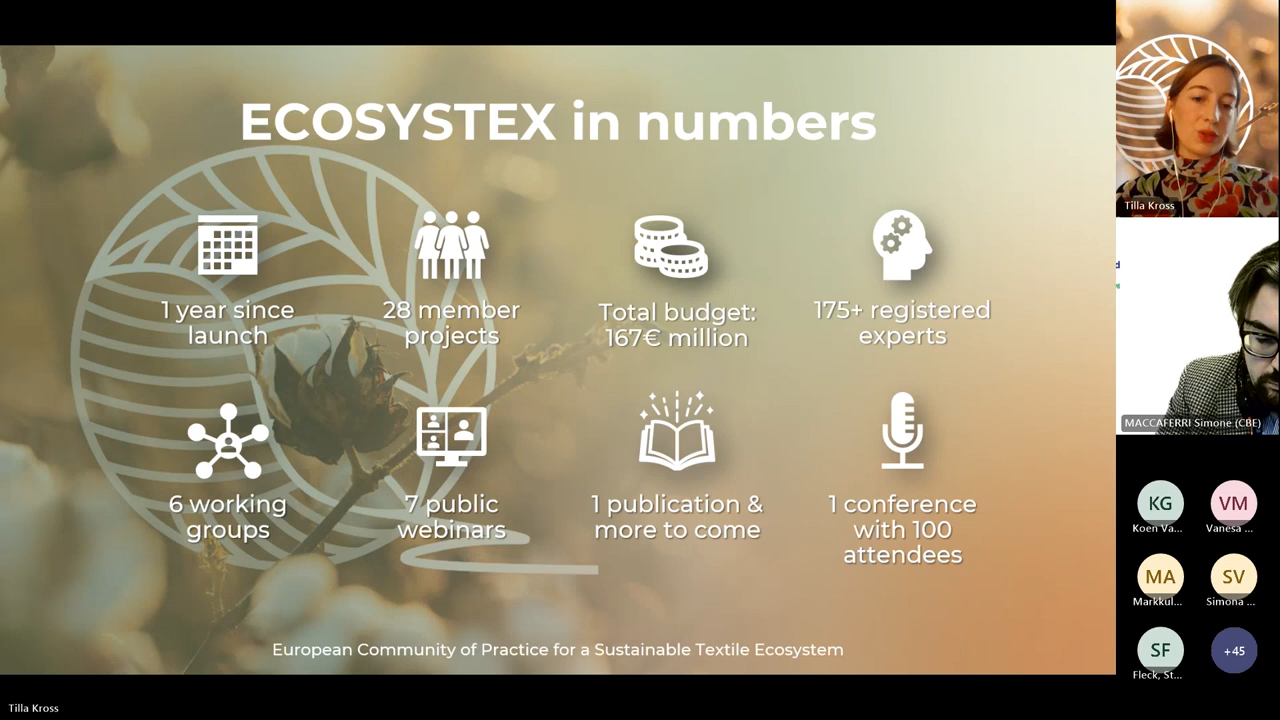 ECOSYSTEX in numbers
1 year since
launch
28 member
projects
Total budget:
167€ million
175+ registered
experts
6 working
groups
7 public
webinars
1 publication &
more to come
1 conference
with 100
attendees
European Community of Practice for a Sustainable Textile Ecosystem
Tilla Kross
MACCAFERRI Simone (CBE)
KG
VM
Koen Va...
Vanesa ...
MA
SV
Markkul...
Simona ...
SF
+45
Fleck, St...
Tilla Kross